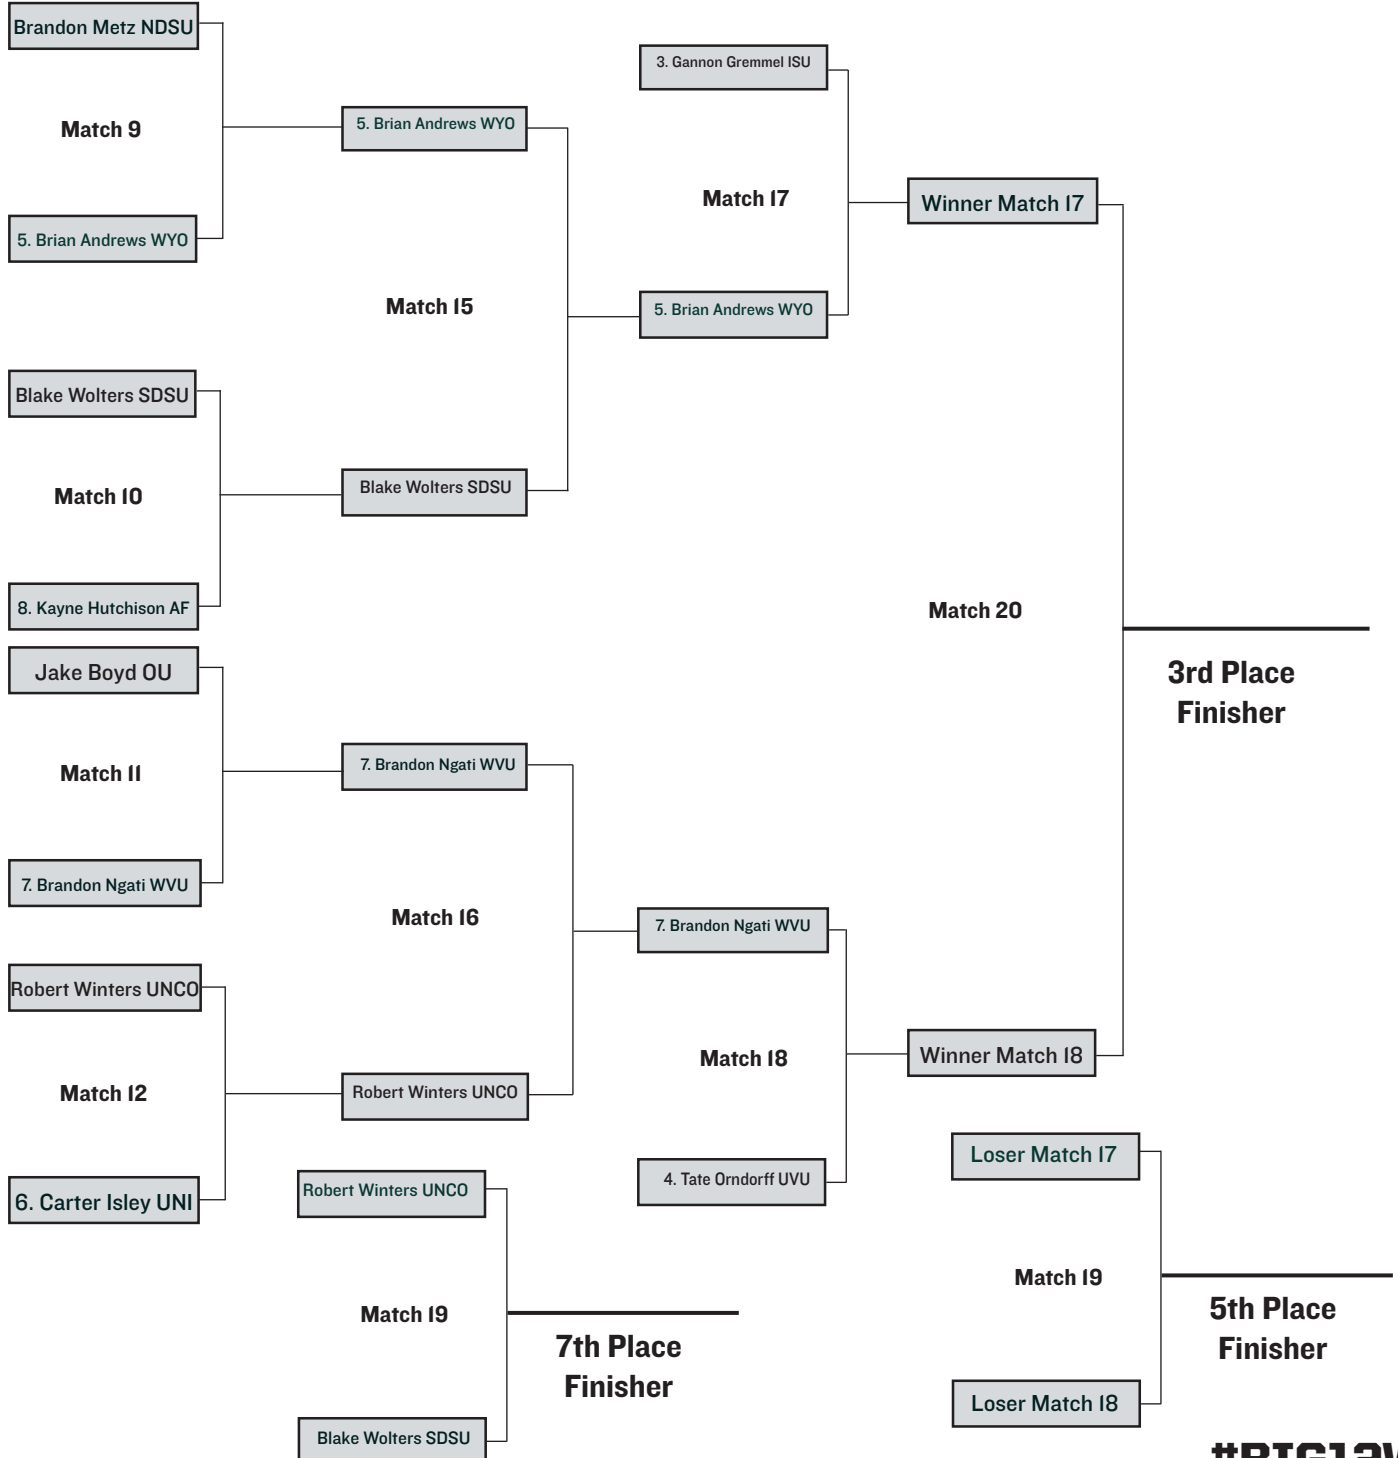 Brandon Metz NDSU
3. Gannon Gremmel ISU
Match 9
5. Brian Andrews WYO
Match 17
Winner Match 17
5. Brian Andrews WYO
Match 15
5. Brian Andrews WYO
Blake Wolters SDSU
Match 10
Blake Wolters SDSU
8. Kayne Hutchison AF
Match 20
Jake Boyd OU
3rd Place
Finisher
Match 11
7. Brandon Ngati WVU
7. Brandon Ngati WVU
Match 16
7. Brandon Ngati WVU
Robert Winters UNCO
Match 18
Winner Match 18
Match 12
Robert Winters UNCO
Loser Match 17
4. Tate Orndorff UVU
6. Carter Isley UNI
Robert Winters UNCO
Match 19
5th Place
Finisher
Match 19
7th Place
Finisher
Loser Match 18
Blake Wolters SDSU